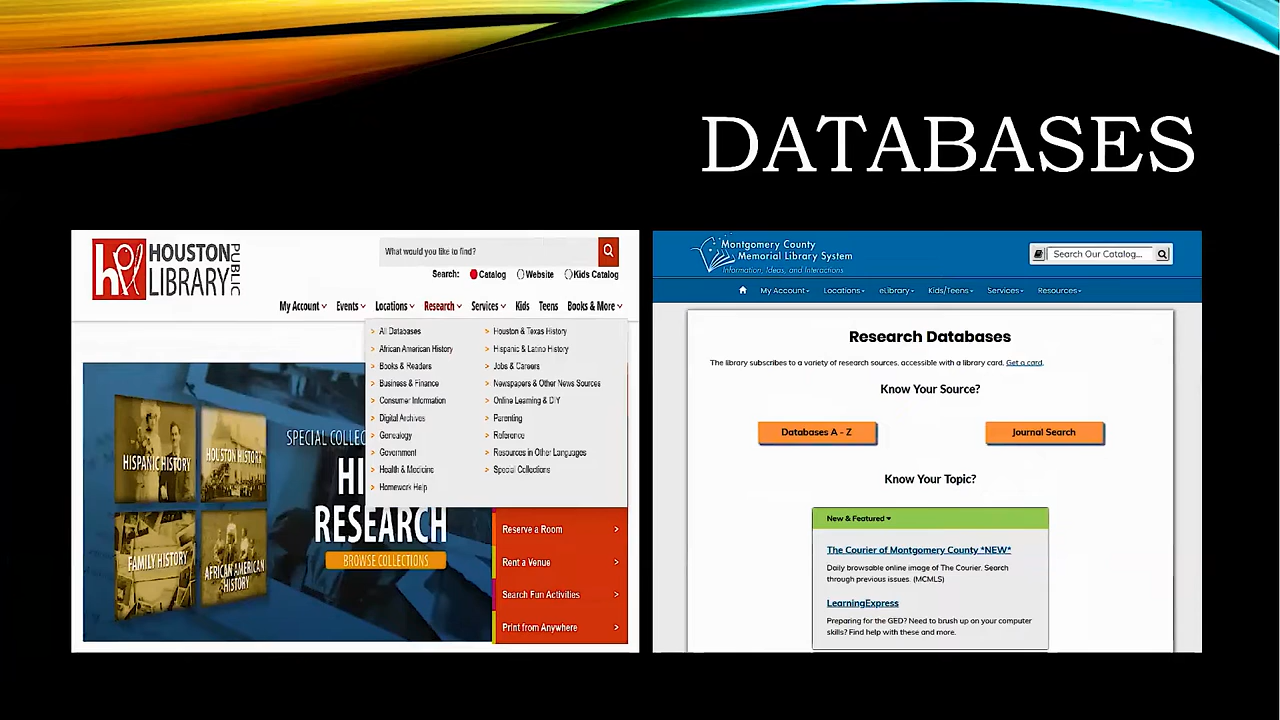 DATABASES
HOUSTON
PUBLIC
LIBRARY
What would you like to find?
Search: Catalog Website Kids Catalog
My Account Events Locations Research Services Kids Teens Books & More
All Databases
African American History
Books & Readers
Business & Finance
Consumer Information
Digital Archives
Genealogy
Government
Health & Medicine
Homework Help
Houston & Texas History
Hispanic & Latino History
Jobs & Careers
Newspapers & Other News Sources
Online Learning & DIY
Parenting
Reference
Resources in Other Languages
Special Collections
HISPANIC HISTORY
HOUSTON HISTORY
FAMILY HISTORY
AFRICAN AMERICAN
HISTORY
SPECIAL COLLEC
HI
RESEARCH
BROWSE COLLECTIONS
Reserve a Room >
Rent a Venue >
Search Fun Activities >
Print from Anywhere >
Montgomery County
Memorial Library System
Information, Ideas, and Interactions
Search Our Catalog...
My Account Locations eLibrary Kids/Teens Services Resources
Research Databases
The library subscribes to a variety of research sources, accessible with a library card. Get a card.
Know Your Source?
Databases A - Z
Journal Search
Know Your Topic?
New & Featured
The Courier of Montgomery County *NEW*
Daily browsable online image of The Courier. Search
through previous issues. (MCMLS)
LearningExpress
Preparing for the GED? Need to brush up on your computer
skills? Find help with these and more.